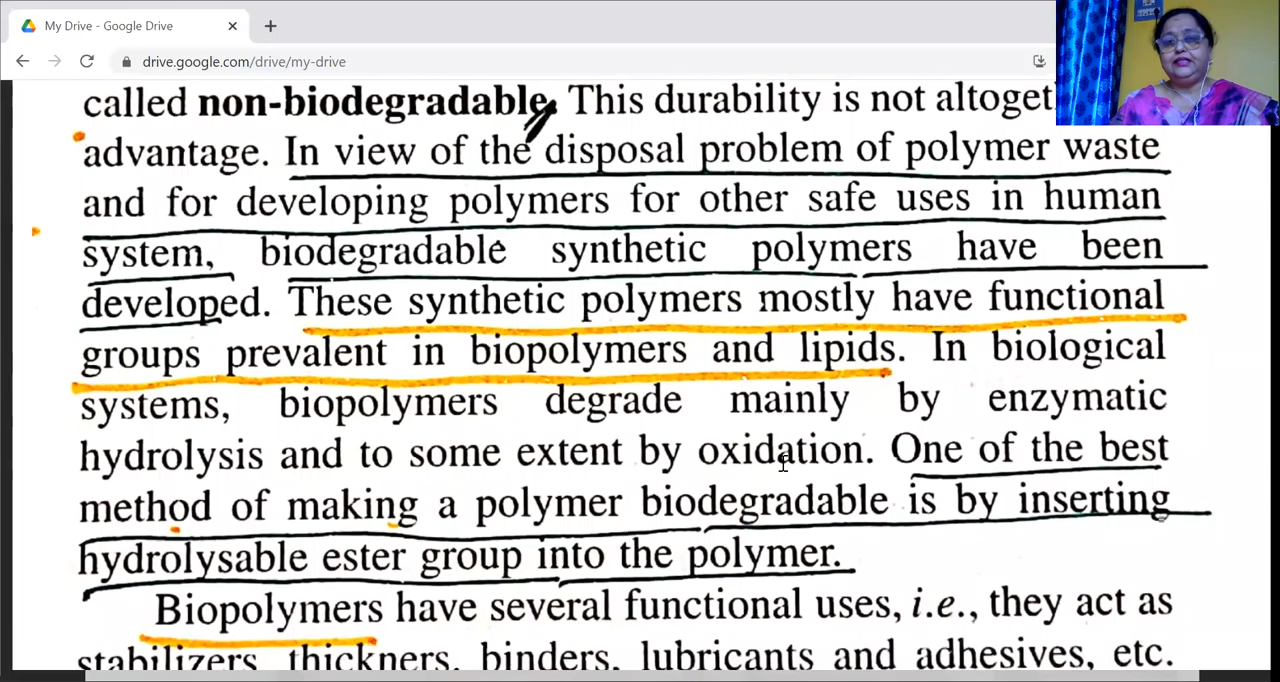 My Drive - Google Drive
drive.google.com/drive/my-drive
called non-biodegradable. This durability is not altoget
advantage. In view of the disposal problem of polymer waste
and for developing polymers for other safe uses in human
system, biodegradable synthetic polymers have been
developed. These synthetic polymers mostly have functional
groups prevalent in biopolymers and lipids. In biological
systems, biopolymers degrade mainly by enzymatic
hydrolysis and to some extent by oxidation. One of the best
method of making a polymer biodegradable is by inserting
hydrolysable ester group into the polymer.
Biopolymers have several functional uses, i.e., they act as
stabilizers, thickners, binders, lubricants and adhesives, etc.